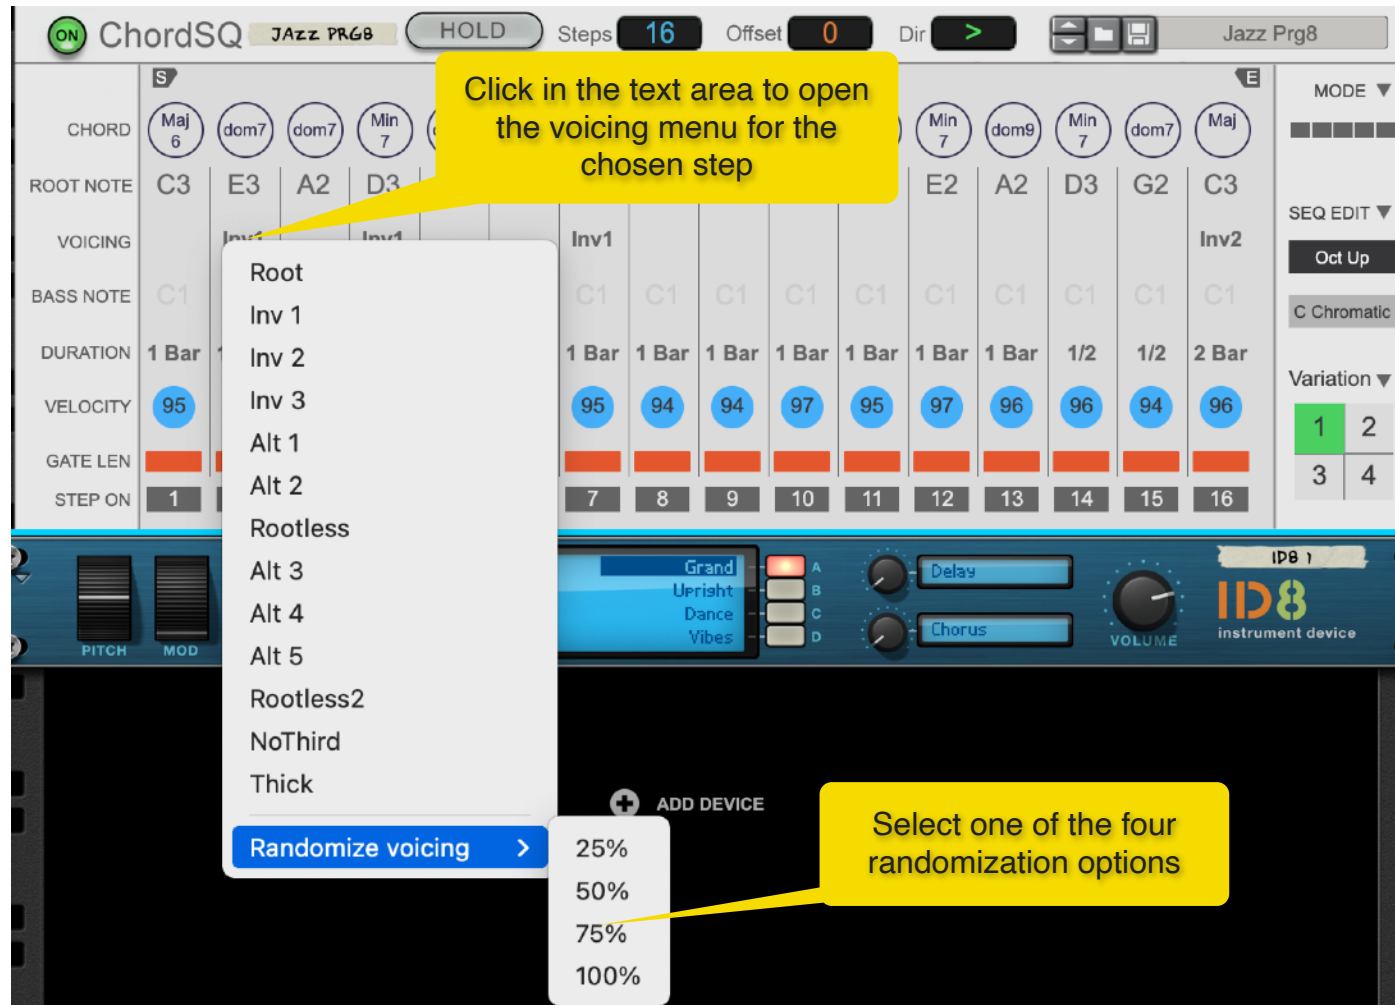 ON ChordSQ JAZZ PRG8 HOLD Steps 16 Offset 0 Dir > Jazz Prg8
S E
MODE
Click in the text area to open
the voicing menu for the
chosen step
CHORD Maj 6 dom7 dom7 Min 7 Min 7 dom9 Min 7 dom7 Maj
ROOT NOTE C3 E3 A2 D3 E2 A2 D3 G2 C3
SEQ EDIT
VOICING Inv1 Inv1 Inv1 Inv2
Oct Up
BASS NOTE C1 C1 C1 C1 C1 C1 C1 C1 C1 C1 C1
C Chromatic
DURATION 1 Bar 1 Bar 1 Bar 1 Bar 1 Bar 1 Bar 1 Bar 1 Bar 1/2 1/2 2 Bar
Variation
VELOCITY 95 95 94 94 97 95 97 96 96 94 96
1 2
GATE LEN
3 4
STEP ON 1 7 8 9 10 11 12 13 14 15 16
Root
Inv 1
Inv 2
Inv 3
Alt 1
Alt 2
Rootless
Alt 3
Alt 4
Alt 5
Rootless2
NoThird
Thick
Randomize voicing >
25%
50%
75%
100%
PITCH MOD
Grand A
Upright B
Dance C
Vibes D
Delay
Chorus
VOLUME
ID8 1
ID8
instrument device
ADD DEVICE
Select one of the four
randomization options